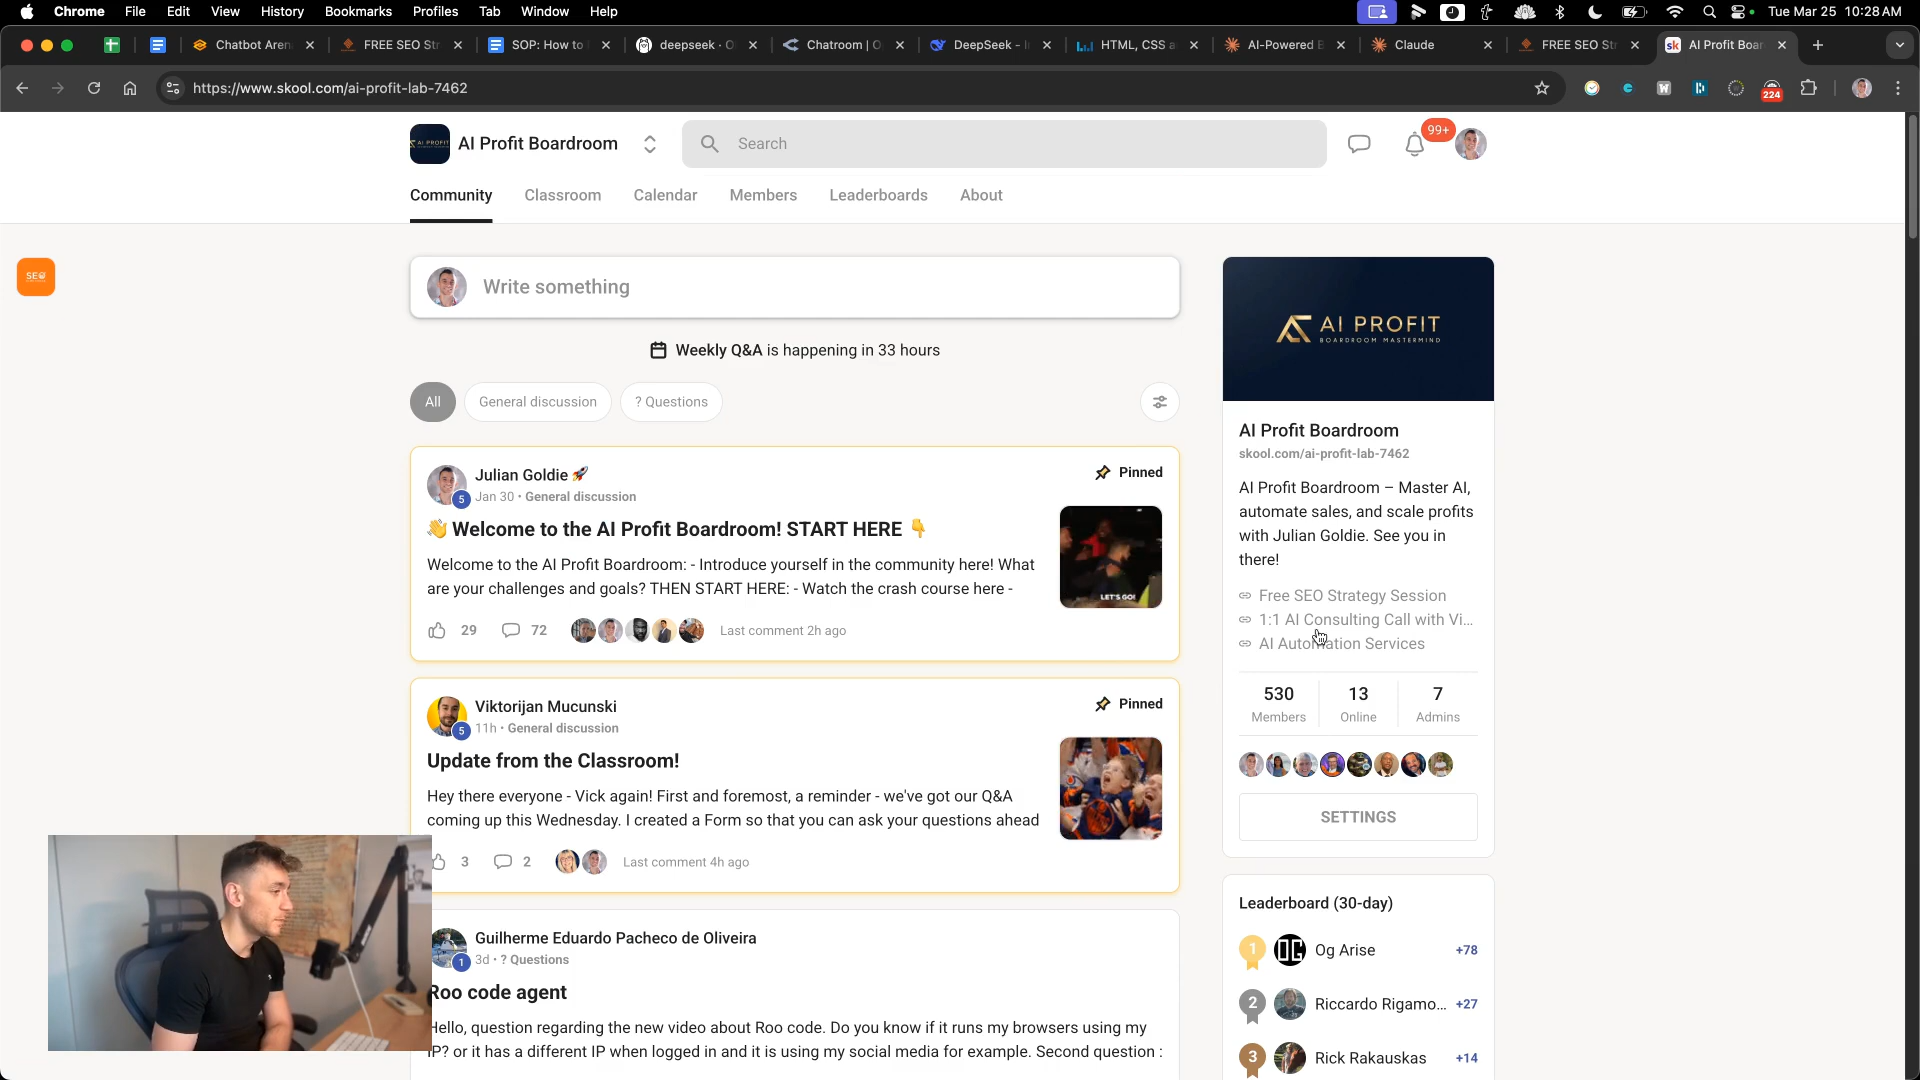 Chrome File Edit View History Bookmarks Profiles Tab Window Help Tue Mar 25 10:28 AM
Chatbot Aren FREE SEO Str SOP: How to deepseek · O Chatroom | O DeepSeek - HTML, CSS a AI-Powered B Claude FREE SEO Str sk AI Profit Boar
https://www.skool.com/ai-profit-lab-7462
224
AI Profit Boardroom
Search
99+
Community Classroom Calendar Members Leaderboards About
SEO
Write something
Weekly Q&A is happening in 33 hours
All General discussion ? Questions
Julian Goldie 🚀
5 Jan 30 • General discussion
Pinned
👋 Welcome to the AI Profit Boardroom! START HERE 👇
Welcome to the AI Profit Boardroom: - Introduce yourself in the community here! What
are your challenges and goals? THEN START HERE: - Watch the crash course here -
LET'S GO!
29 72 Last comment 2h ago
Viktorijan Mucunski
5 11h • General discussion
Pinned
Update from the Classroom!
Hey there everyone - Vick again! First and foremost, a reminder - we've got our Q&A
coming up this Wednesday. I created a Form so that you can ask your questions ahead
3 2 Last comment 4h ago
Guilherme Eduardo Pacheco de Oliveira
1 3d • ? Questions
Roo code agent
Hello, question regarding the new video about Roo code. Do you know if it runs my browsers using my
IP? or it has a different IP when logged in and it is using my social media for example. Second question :
AI PROFIT
BOARDROOM MASTERMIND
AI Profit Boardroom
skool.com/ai-profit-lab-7462
AI Profit Boardroom – Master AI,
automate sales, and scale profits
with Julian Goldie. See you in
there!
Free SEO Strategy Session
1:1 AI Consulting Call with Vi...
AI Automation Services
530 13 7
Members Online Admins
SETTINGS
Leaderboard (30-day)
1 OG Og Arise +78
2 Riccardo Rigamo... +27
3 Rick Rakauskas +14